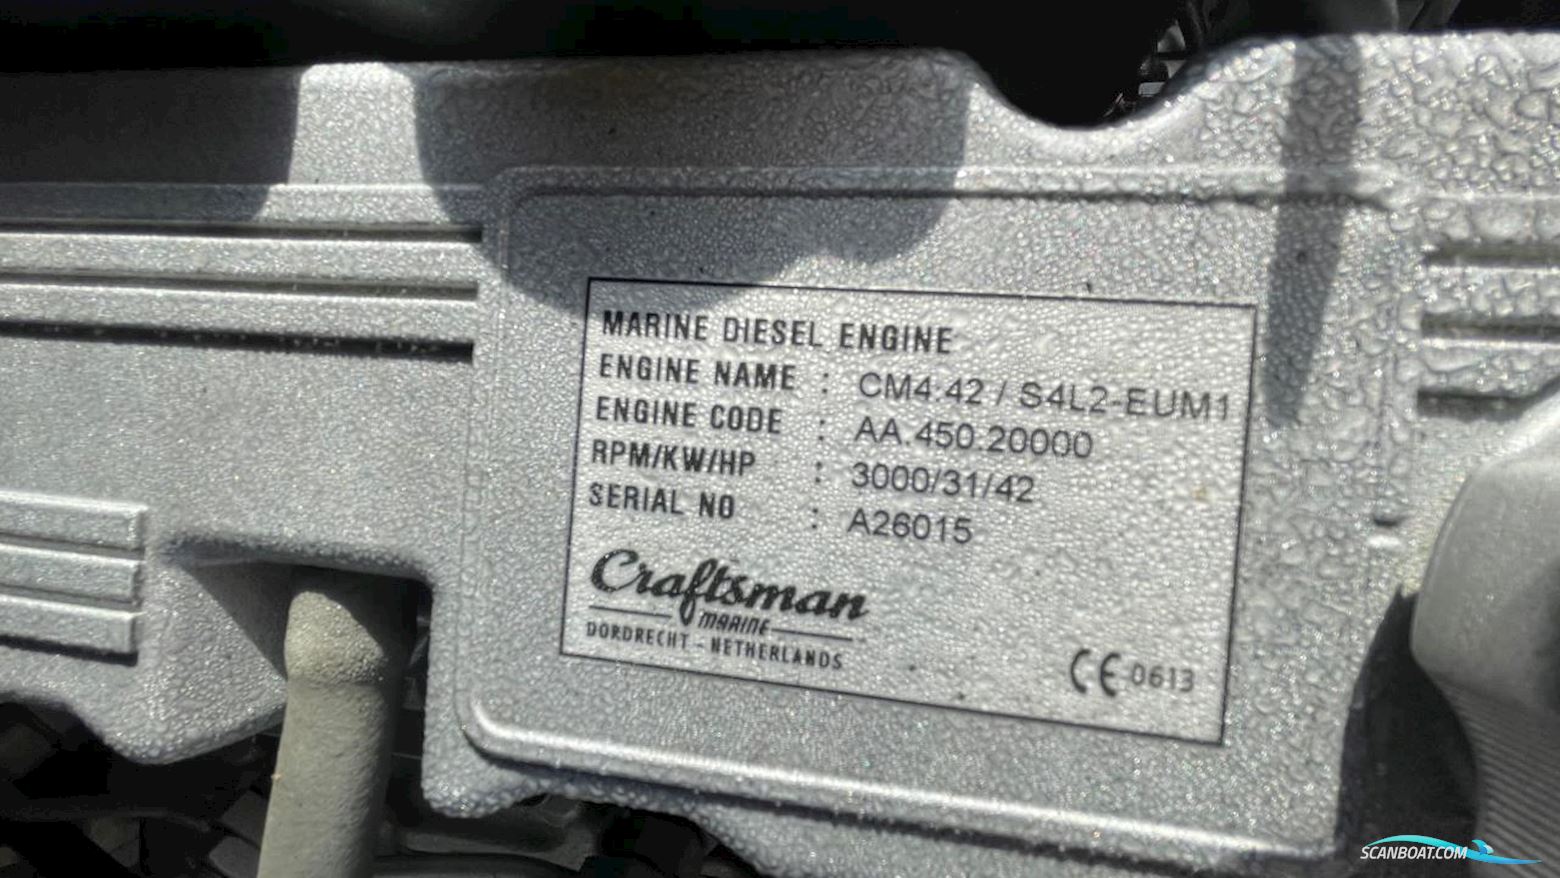 MARINE DIESEL ENGINE
ENGINE NAME : CM4.42 / S4L2-EUM1
ENGINE CODE : AA.450.20000
RPM/KW/HP : 3000/31/42
SERIAL NO : A26015
Craftsman
MARINE
DORDRECHT - NETHERLANDS
CE 0613
SCANBOAT.COM